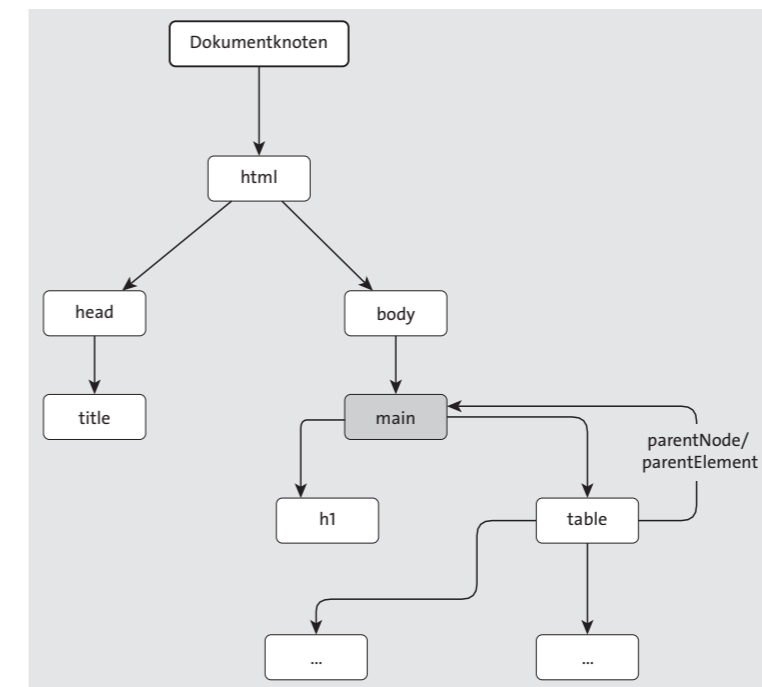 Dokumentknoten
html
head
body
title
main
parentNode/
parentElement
h1
table
...
...